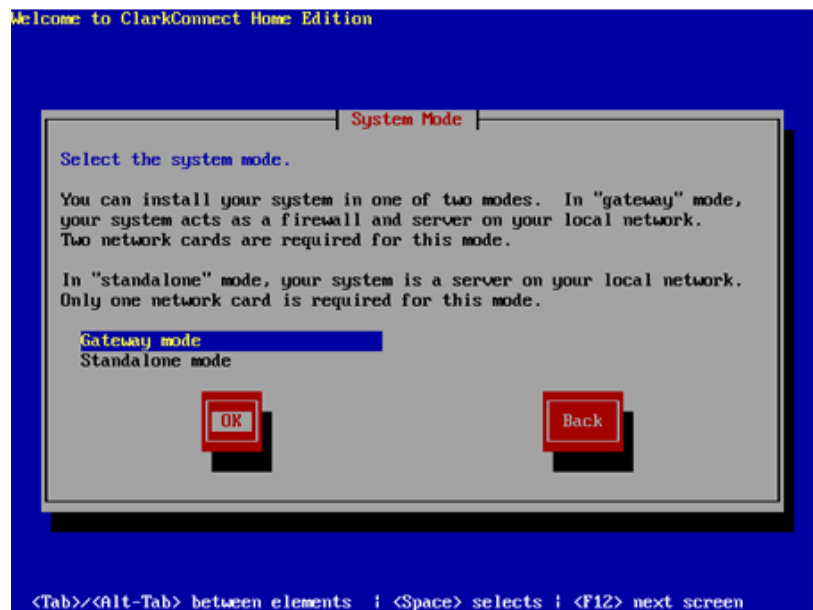 Welcome to ClarkConnect Home Edition
System Mode
Select the system mode.
You can install your system in one of two modes.  In "gateway" mode,
your system acts as a firewall and server on your local network.
Two network cards are required for this mode.
In "standalone" mode, your system is a server on your local network.
Only one network card is required for this mode.
Gateway mode
Standalone mode
OK
Back
<Tab>/<Alt-Tab> between elements  | <Space> selects | <F12> next screen